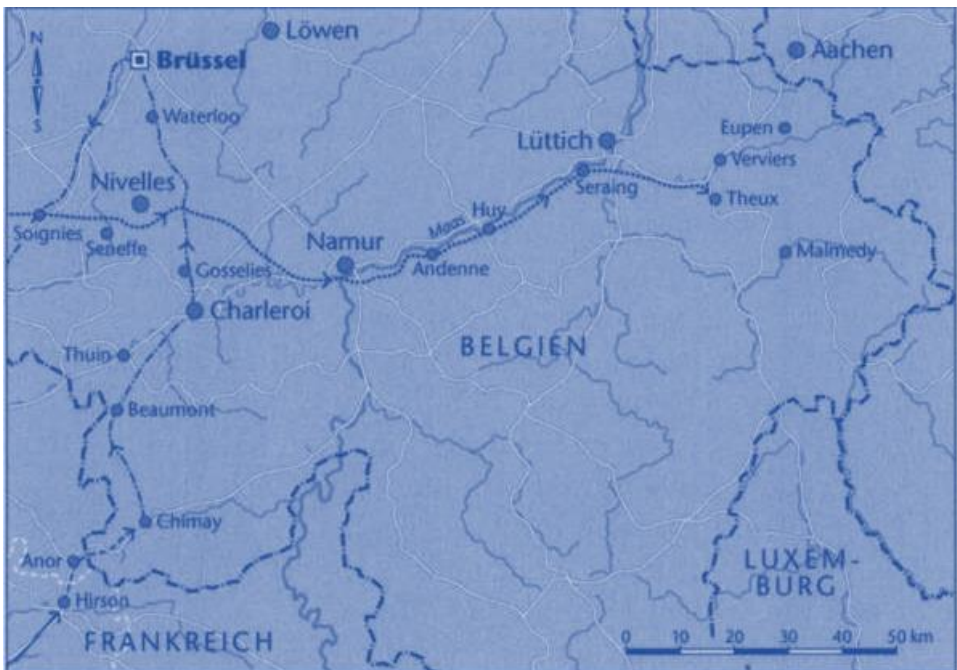 N
S
Löwen
Brüssel
Aachen
Waterloo
Eupen
Lüttich
Verviers
Nivelles
Seraing
Theux
Maas
Huy
Soignies
Seneffe
Namur
Malmedy
Gosselies
Andenne
Charleroi
BELGIEN
Thuin
Beaumont
Chimay
Anor
LUXEM-
BURG
Hirson
FRANKREICH
0 10 20 30 40 50 km